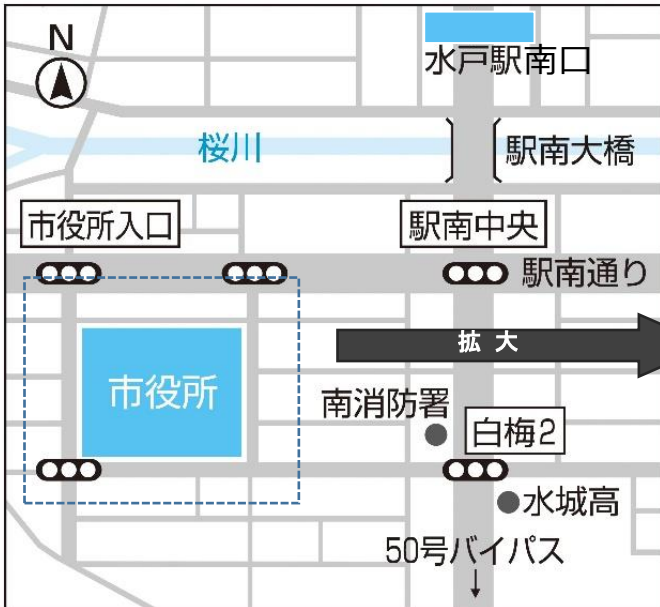 N
水戸駅南口
桜川
駅南大橋
市役所入口
駅南中央
駅南通り
拡大
市役所
南消防署
白梅2
水城高
50号バイパス